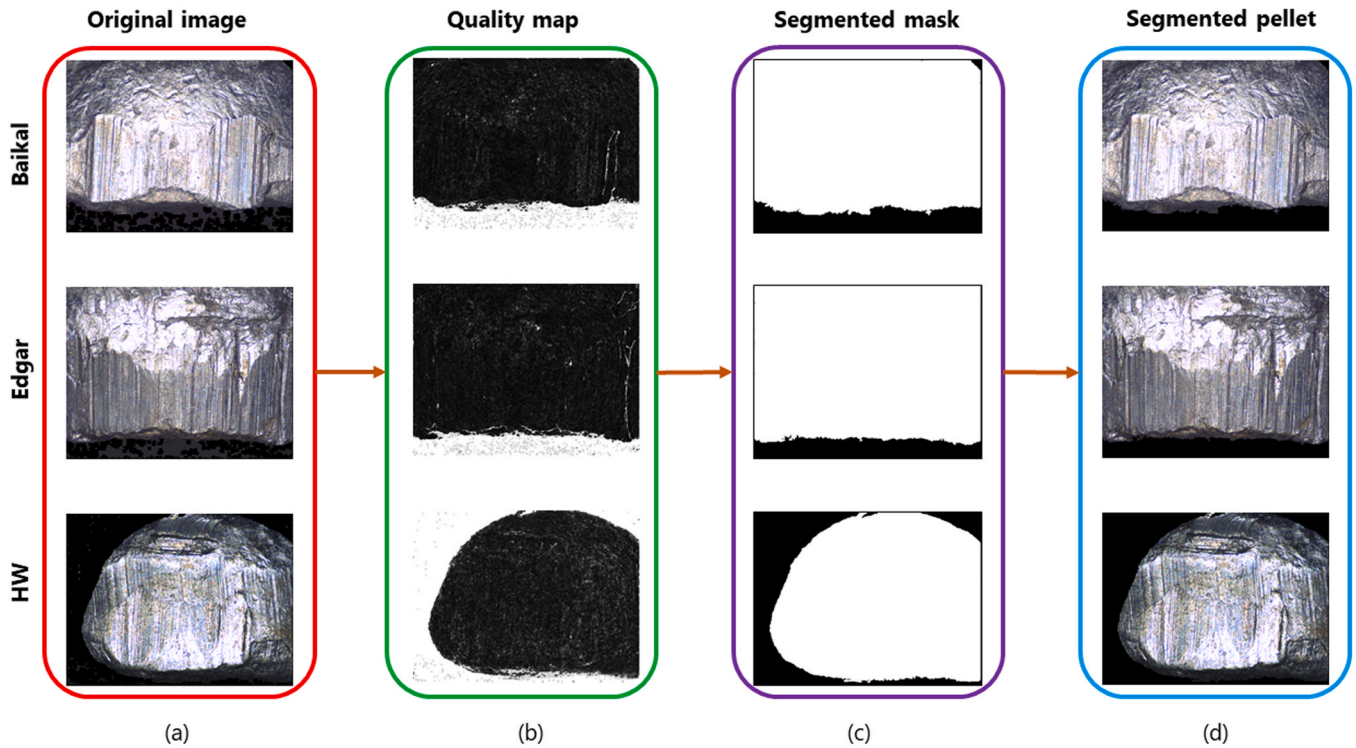 Original image
Quality map
Segmented mask
Segmented pellet
Baikal
Edgar
HW
(a)
(b)
(c)
(d)